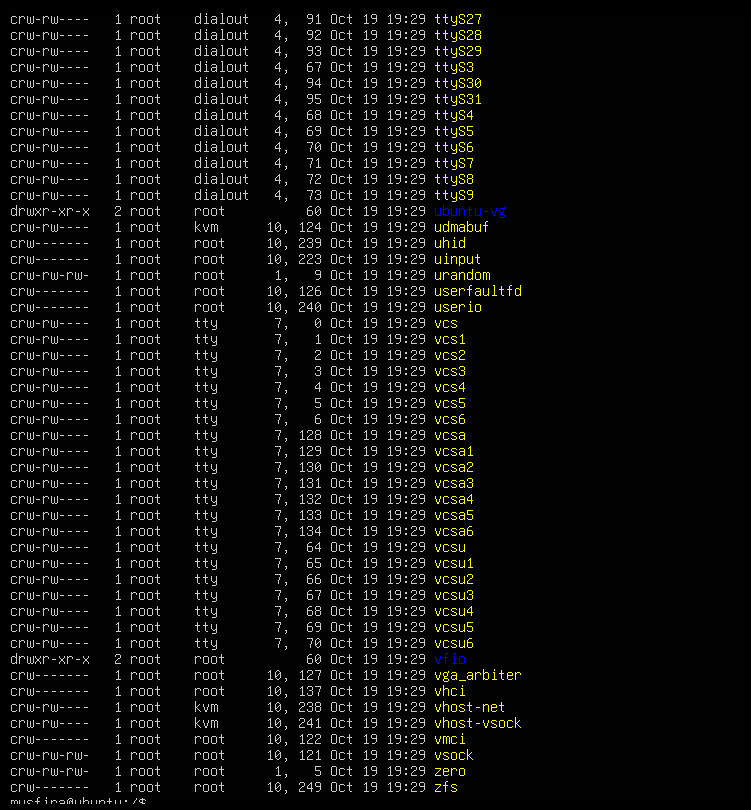 crw-rw---- 1 root dialout 4, 91 Oct 19 19:29 ttyS27
crw-rw---- 1 root dialout 4, 92 Oct 19 19:29 ttyS28
crw-rw---- 1 root dialout 4, 93 Oct 19 19:29 ttyS29
crw-rw---- 1 root dialout 4, 67 Oct 19 19:29 ttyS3
crw-rw---- 1 root dialout 4, 94 Oct 19 19:29 ttyS30
crw-rw---- 1 root dialout 4, 95 Oct 19 19:29 ttyS31
crw-rw---- 1 root dialout 4, 68 Oct 19 19:29 ttyS4
crw-rw---- 1 root dialout 4, 69 Oct 19 19:29 ttyS5
crw-rw---- 1 root dialout 4, 70 Oct 19 19:29 ttyS6
crw-rw---- 1 root dialout 4, 71 Oct 19 19:29 ttyS7
crw-rw---- 1 root dialout 4, 72 Oct 19 19:29 ttyS8
crw-rw---- 1 root dialout 4, 73 Oct 19 19:29 ttyS9
drwxr-xr-x 2 root root 60 Oct 19 19:29 ubuntu-vg
crw-rw---- 1 root kvm 10, 124 Oct 19 19:29 udmabuf
crw------- 1 root root 10, 239 Oct 19 19:29 uhid
crw------- 1 root root 10, 223 Oct 19 19:29 uinput
crw-rw-rw- 1 root root 1, 9 Oct 19 19:29 urandom
crw------- 1 root root 10, 126 Oct 19 19:29 userfaultfd
crw------- 1 root root 10, 240 Oct 19 19:29 userio
crw-rw---- 1 root tty 7, 0 Oct 19 19:29 vcs
crw-rw---- 1 root tty 7, 1 Oct 19 19:29 vcs1
crw-rw---- 1 root tty 7, 2 Oct 19 19:29 vcs2
crw-rw---- 1 root tty 7, 3 Oct 19 19:29 vcs3
crw-rw---- 1 root tty 7, 4 Oct 19 19:29 vcs4
crw-rw---- 1 root tty 7, 5 Oct 19 19:29 vcs5
crw-rw---- 1 root tty 7, 6 Oct 19 19:29 vcs6
crw-rw---- 1 root tty 7, 128 Oct 19 19:29 vcsa
crw-rw---- 1 root tty 7, 129 Oct 19 19:29 vcsa1
crw-rw---- 1 root tty 7, 130 Oct 19 19:29 vcsa2
crw-rw---- 1 root tty 7, 131 Oct 19 19:29 vcsa3
crw-rw---- 1 root tty 7, 132 Oct 19 19:29 vcsa4
crw-rw---- 1 root tty 7, 133 Oct 19 19:29 vcsa5
crw-rw---- 1 root tty 7, 134 Oct 19 19:29 vcsa6
crw-rw---- 1 root tty 7, 64 Oct 19 19:29 vcsu
crw-rw---- 1 root tty 7, 65 Oct 19 19:29 vcsu1
crw-rw---- 1 root tty 7, 66 Oct 19 19:29 vcsu2
crw-rw---- 1 root tty 7, 67 Oct 19 19:29 vcsu3
crw-rw---- 1 root tty 7, 68 Oct 19 19:29 vcsu4
crw-rw---- 1 root tty 7, 69 Oct 19 19:29 vcsu5
crw-rw---- 1 root tty 7, 70 Oct 19 19:29 vcsu6
drwxr-xr-x 2 root root 60 Oct 19 19:29 vfio
crw------- 1 root root 10, 127 Oct 19 19:29 vga_arbiter
crw------- 1 root root 10, 137 Oct 19 19:29 vhci
crw-rw---- 1 root kvm 10, 238 Oct 19 19:29 vhost-net
crw-rw---- 1 root kvm 10, 241 Oct 19 19:29 vhost-vsock
crw------- 1 root root 10, 122 Oct 19 19:29 vmci
crw-rw-rw- 1 root root 10, 121 Oct 19 19:29 vsock
crw-rw-rw- 1 root root 1, 5 Oct 19 19:29 zero
crw------- 1 root root 10, 249 Oct 19 19:29 zfs
musfira@ubuntu:/$